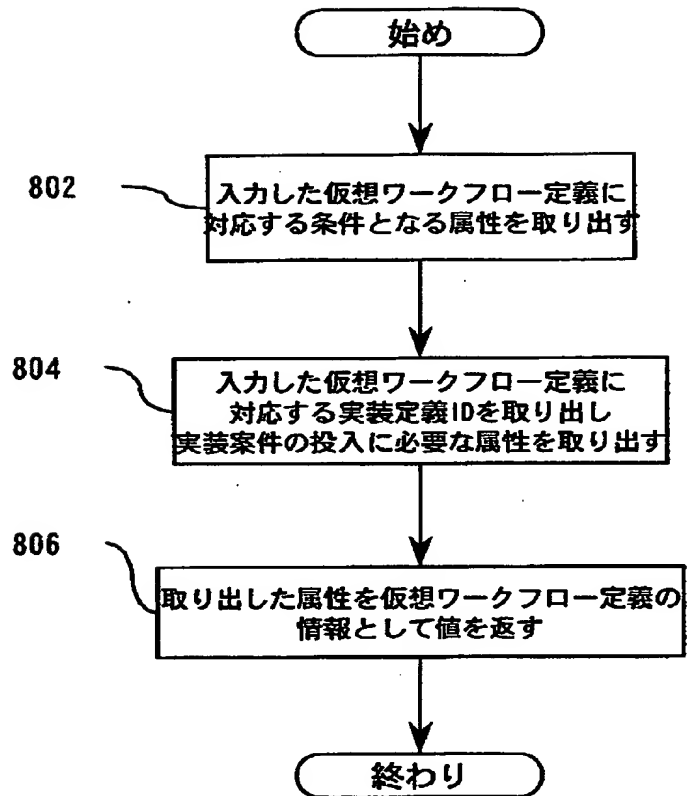 始め
802
入力した仮想ワークフロー定義に
対応する条件となる属性を取り出す
804
入力した仮想ワークフロー定義に
対応する実装定義IDを取り出し
実装案件の投入に必要な属性を取り出す
806
取り出した属性を仮想ワークフロー定義の
情報として値を返す
終わり